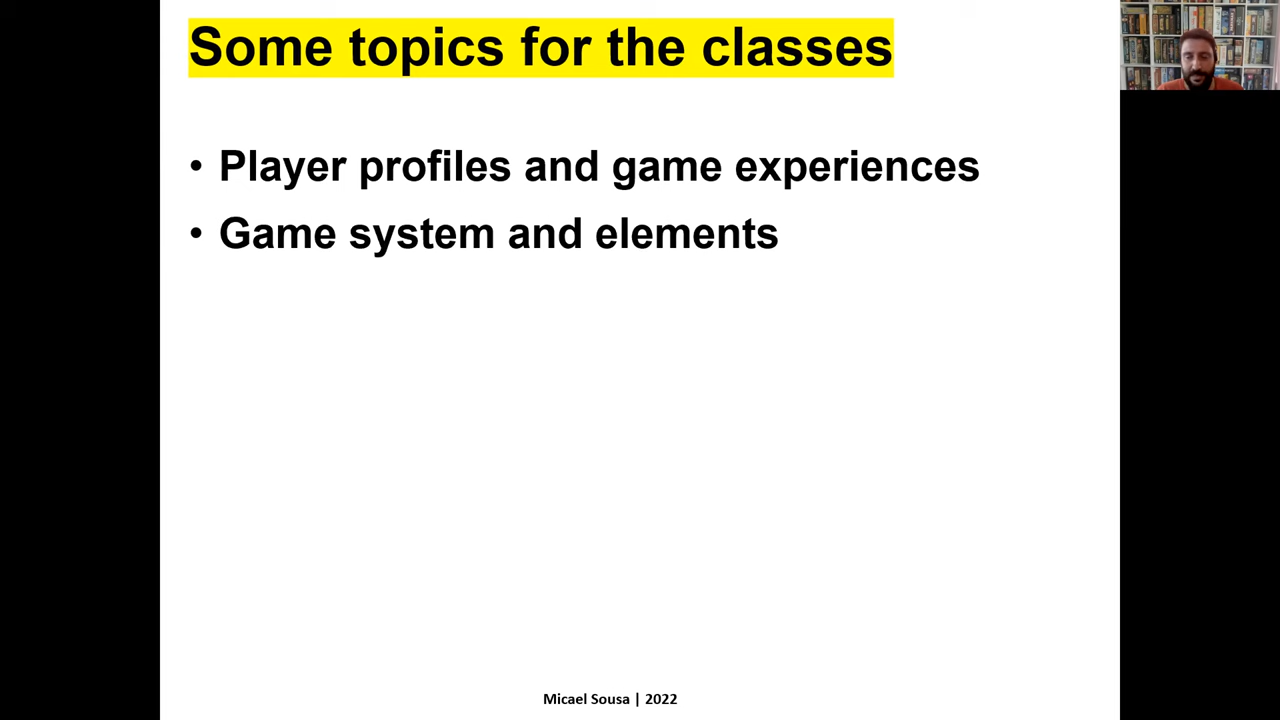 Some topics for the classes
• Player profiles and game experiences
• Game system and elements
Micael Sousa | 2022